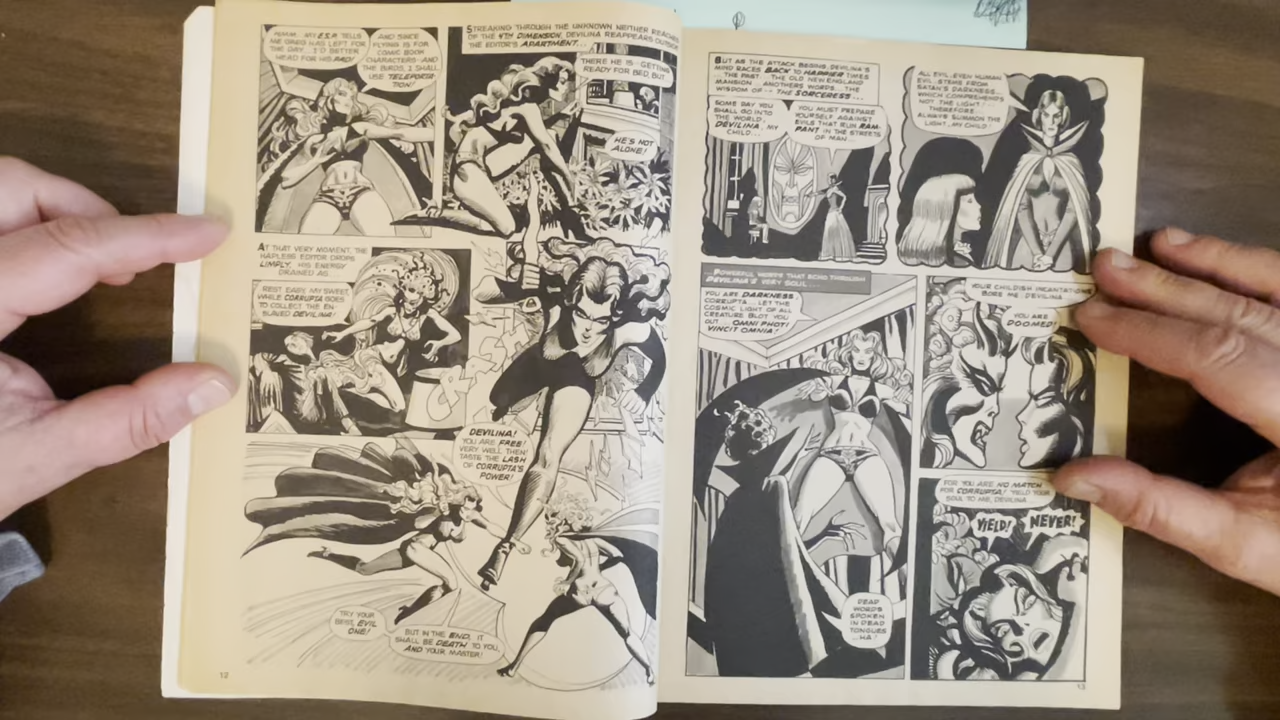 HMMM... MY E.S.P. TELLS
ME GREG HAS LEFT FOR
THE DAY... I'D BETTER
HEAD FOR HIS PAD!
AND SINCE
FLYING IS FOR
COMIC BOOK
CHARACTERS--AND
THE BIRDS, I SHALL
USE TELEPORTA-
TION!
STREAKING THROUGH THE UNKNOWN NEITHER REACHES
OF THE 4TH DIMENSION, DEVILINA REAPPEARS OUTSIDE
THE EDITOR'S APARTMENT...
THERE HE IS--GETTING
READY FOR BED, BUT...
HE'S NOT
ALONE!
AT THAT VERY MOMENT, THE
HAPLESS EDITOR DROPS
LIMPLY, HIS ENERGY
DRAINED AS...
REST EASY, MY SWEET,
WHILE CORRUPTA GOES
TO COLLECT THE EN-
SLAVED DEVILINA!
DEVILINA!
YOU ARE FREE!
VERY WELL THEN!
TASTE THE LASH
OF CORRUPTA'S
POWER!
TRY YOUR
BEST, EVIL
ONE!
BUT IN THE END, IT
SHALL BE DEATH TO YOU,
AND YOUR MASTER!
12
BUT AS THE ATTACK BEGINS, DEVILINA'S
MIND RACES BACK TO HAPPIER TIMES
...THE PAST... THE OLD NEW ENGLAND
MANSION... ANOTHER'S WORDS... THE
WISDOM OF-- THE SORCERESS...
SOME DAY YOU
SHALL GO INTO
THE WORLD,
DEVILINA, MY
CHILD...
YOU MUST PREPARE
YOURSELF AGAINST
EVILS THAT RUN RAM-
PANT IN THE STREETS
OF MAN...
ALL EVIL, EVEN HUMAN
EVIL, STEMS FROM
SATAN'S DARKNESS...
WHICH COMPREHENDS
NOT THE LIGHT!
THEREFORE...
ALWAYS SUMMON THE
LIGHT... MY CHILD!
...POWERFUL WORDS THAT ECHO THROUGH
DEVILINA'S VERY SOUL...
YOU ARE DARKNESS,
CORRUPTA... LET THE
COSMIC LIGHT OF ALL
CREATURE BLOT YOU
OUT... OMNI PHOTI
VINCIT OMNIA!
DEAD
WORDS
SPOKEN
IN DEAD
TONGUES
...HA!
YOUR CHILDISH INCANTATIONS
BORE ME, DEVILINA
YOU ARE
DOOMED!
FOR YOU ARE NO MATCH
FOR CORRUPTA! YIELD YOUR
SOUL TO ME, DEVILINA
YIELD!
NEVER!
13